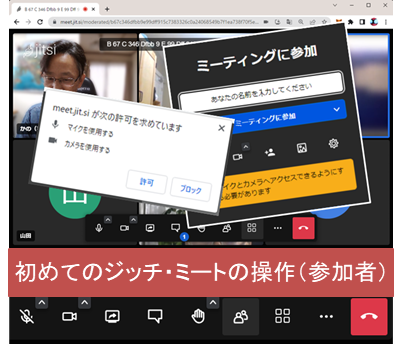 B 67 C 346 Dfbb 9 E 99 Dff
meet.jit.si/moderated/b67c346dfbb9e99dff915c7383326c0a24068549b7f1ea738f70f5e
jitsi
B 67 C 346 Dfbb 9 E 99 Df
ミーティングに参加
あなたの名前を入力してください
ミーティングに参加
イクとカメラへアクセスできるようにす
る必要があります
meet.jit.si が次の許可を求めています
マイクを使用する
カメラを使用する
許可
ブロック
山
山田
1
初めてのジッチ・ミートの操作(参加者)